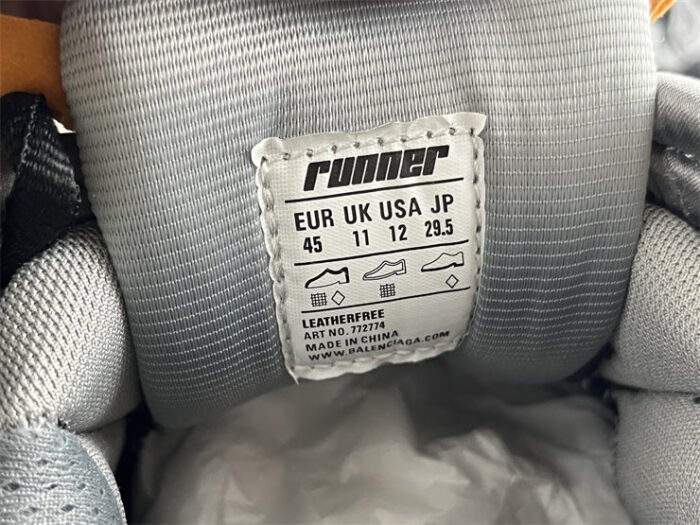 runner
EUR UK USA JP
45 11 12 29.5
LEATHERFREE
ART NO. 772774
MADE IN CHINA
WWW.BALENCIAGA.COM